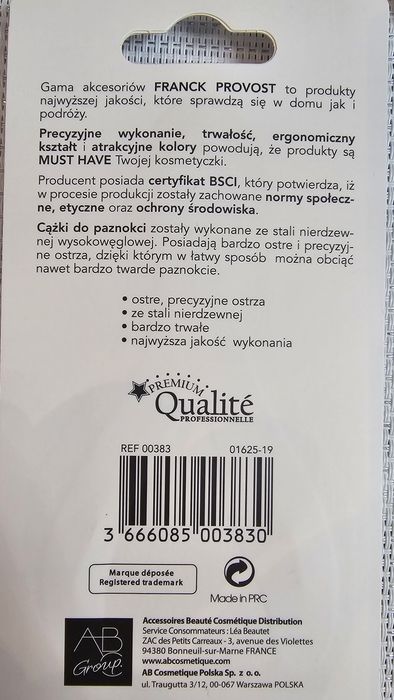 Gama akcesoriów FRANCK PROVOST to produkty
najwyższej jakości, które sprawdzą się w domu jak i
podróży.
Precyzyjne wykonanie, trwałość, ergonomiczny
kształt i atrakcyjne kolory powodują, że produkty są
MUST HAVE Twojej kosmetyczki.
Producent posiada certyfikat BSCI, który potwierdza, iż
w procesie produkcji zostały zachowane normy społecz-
ne, etyczne oraz ochrony środowiska.
Cążki do paznokci zostały wykonane ze stali nierdzew-
nej wysokowęglowej. Posiadają bardzo ostre i precyzyj-
ne ostrza, dzięki którym w łatwy sposób można obciąć
nawet bardzo twarde paznokcie.
• ostre, precyzyjne ostrza
• ze stali nierdzewnej
• bardzo trwałe
• najwyższa jakość wykonania
PREMIUM
Qualité
PROFESSIONNELLE
REF 00383 01625-19
3 666085 003830
Marque déposée
Registered trademark
Made in PRC
AB
Group.
Accessoires Beauté Cosmétique Distribution
Service Consommateurs : Léa Beautet
ZAC des Petits Carreaux - 3, avenue des Violettes
94380 Bonneuil-sur-Marne FRANCE
www.abcosmetique.com
AB Cosmetique Polska Sp. z o. o.
ul. Traugutta 3/12, 00-067 Warszawa POLSKA